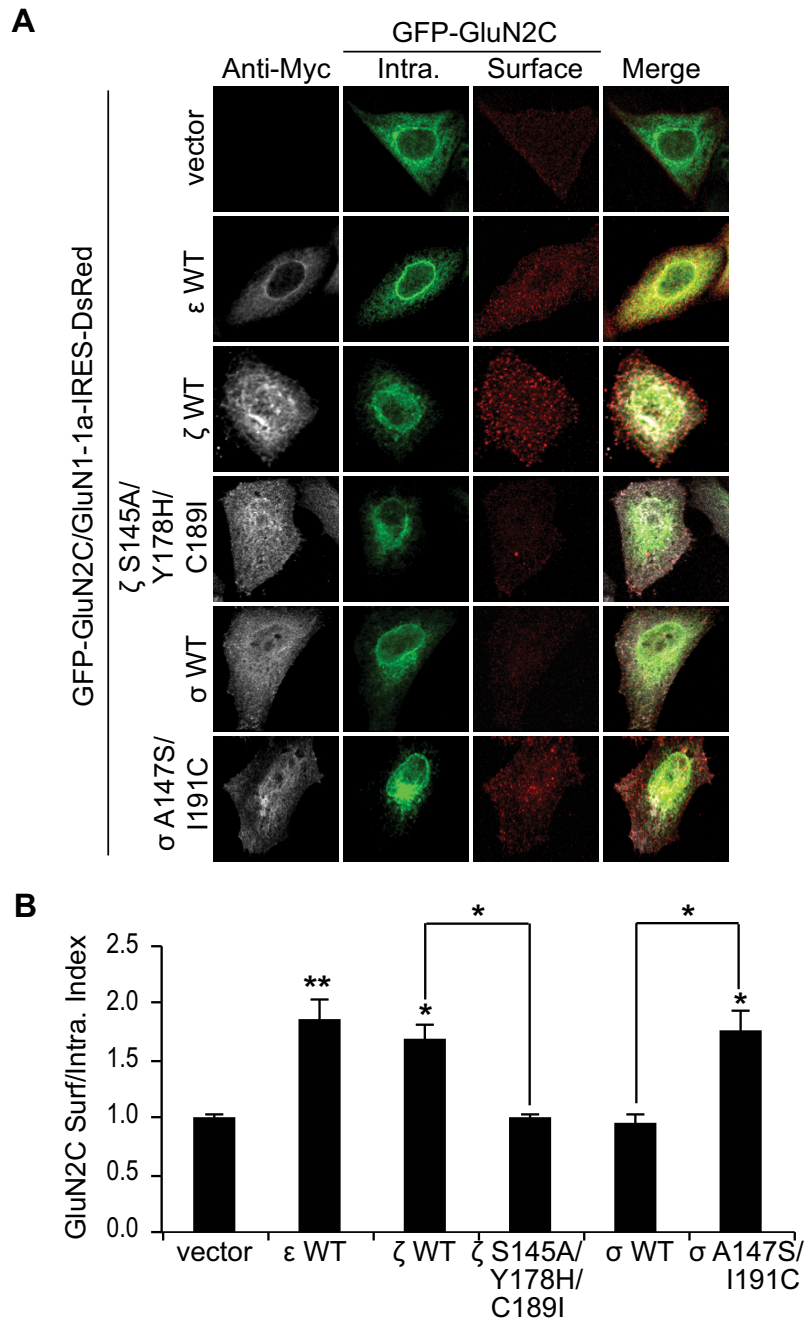 A
GFP-GluN2C
Anti-Myc Intra. Surface Merge
GFP-GluN2C/GluN1-1a-IRES-DsRed
vector
ε WT
ζ WT
ζ S145A/
Y178H/
C189I
σ WT
σ A147S/
I191C
B
GluN2C Surf/Intra. Index
2.5
2.0
1.5
1.0
0.5
0.0
**
*
*
*
*
vector
ε WT
ζ WT
ζ S145A/
Y178H/
C189I
σ WT
σ A147S/
I191C